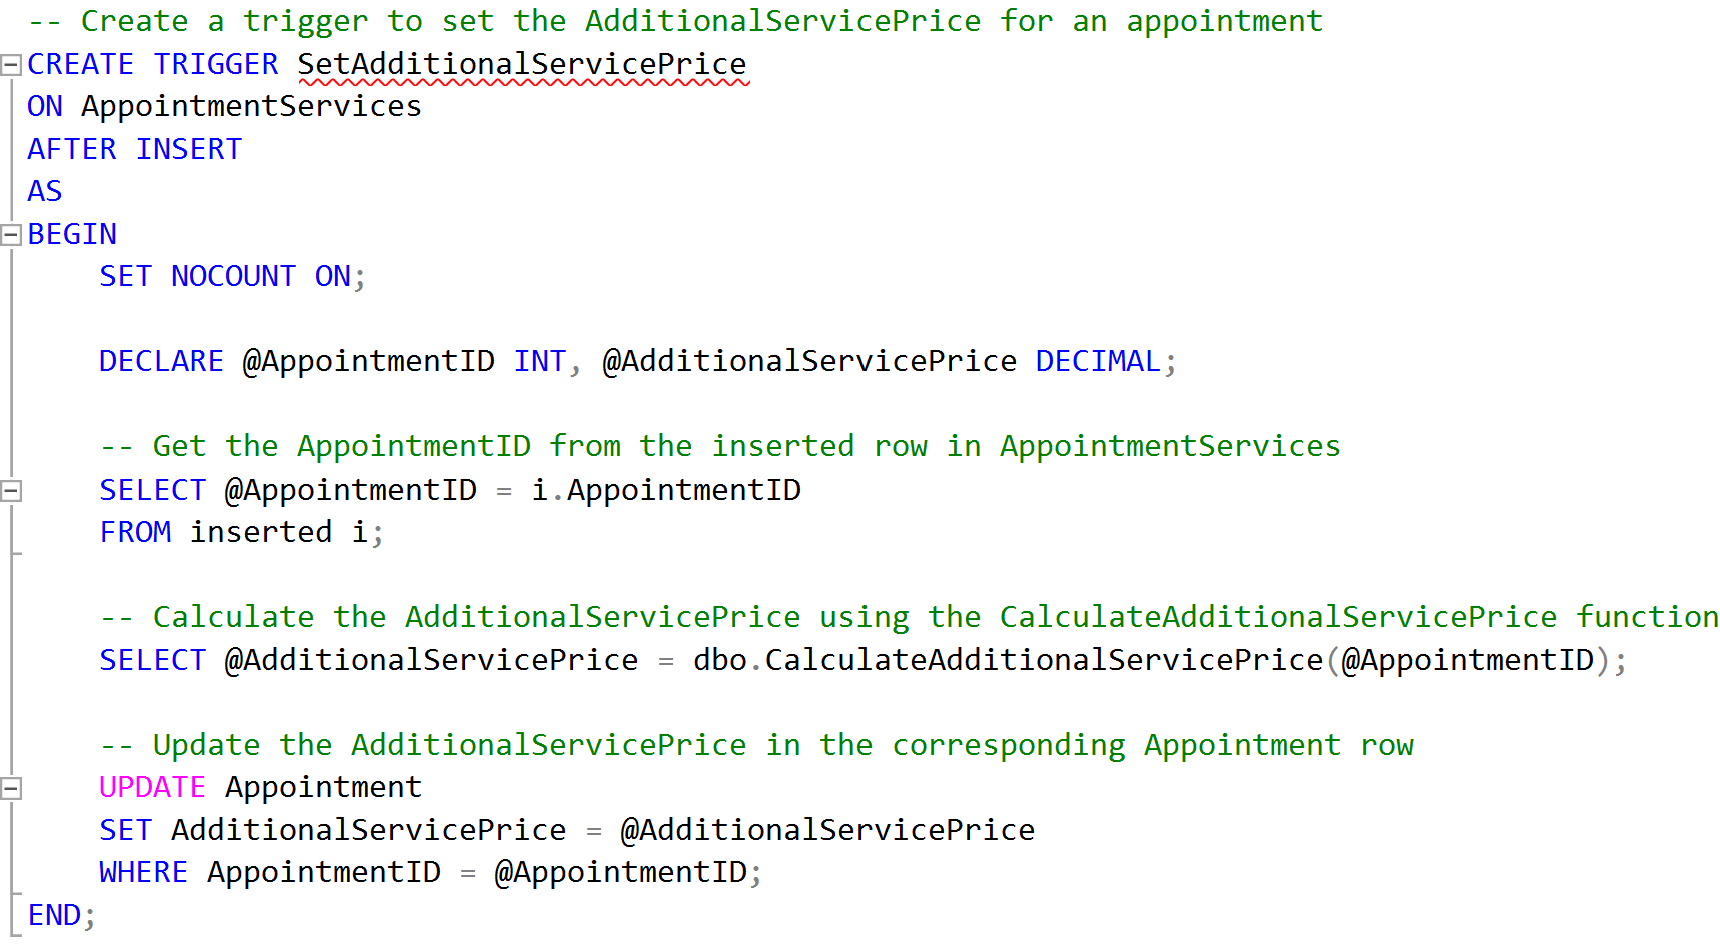 -- Create a trigger to set the AdditionalServicePrice for an appointment
CREATE TRIGGER SetAdditionalServicePrice
ON AppointmentServices
AFTER INSERT
AS
BEGIN
    SET NOCOUNT ON;
    DECLARE @AppointmentID INT, @AdditionalServicePrice DECIMAL;
    -- Get the AppointmentID from the inserted row in AppointmentServices
    SELECT @AppointmentID = i.AppointmentID
    FROM inserted i;
    -- Calculate the AdditionalServicePrice using the CalculateAdditionalServicePrice function
    SELECT @AdditionalServicePrice = dbo.CalculateAdditionalServicePrice(@AppointmentID);
    -- Update the AdditionalServicePrice in the corresponding Appointment row
    UPDATE Appointment
    SET AdditionalServicePrice = @AdditionalServicePrice
    WHERE AppointmentID = @AppointmentID;
END;